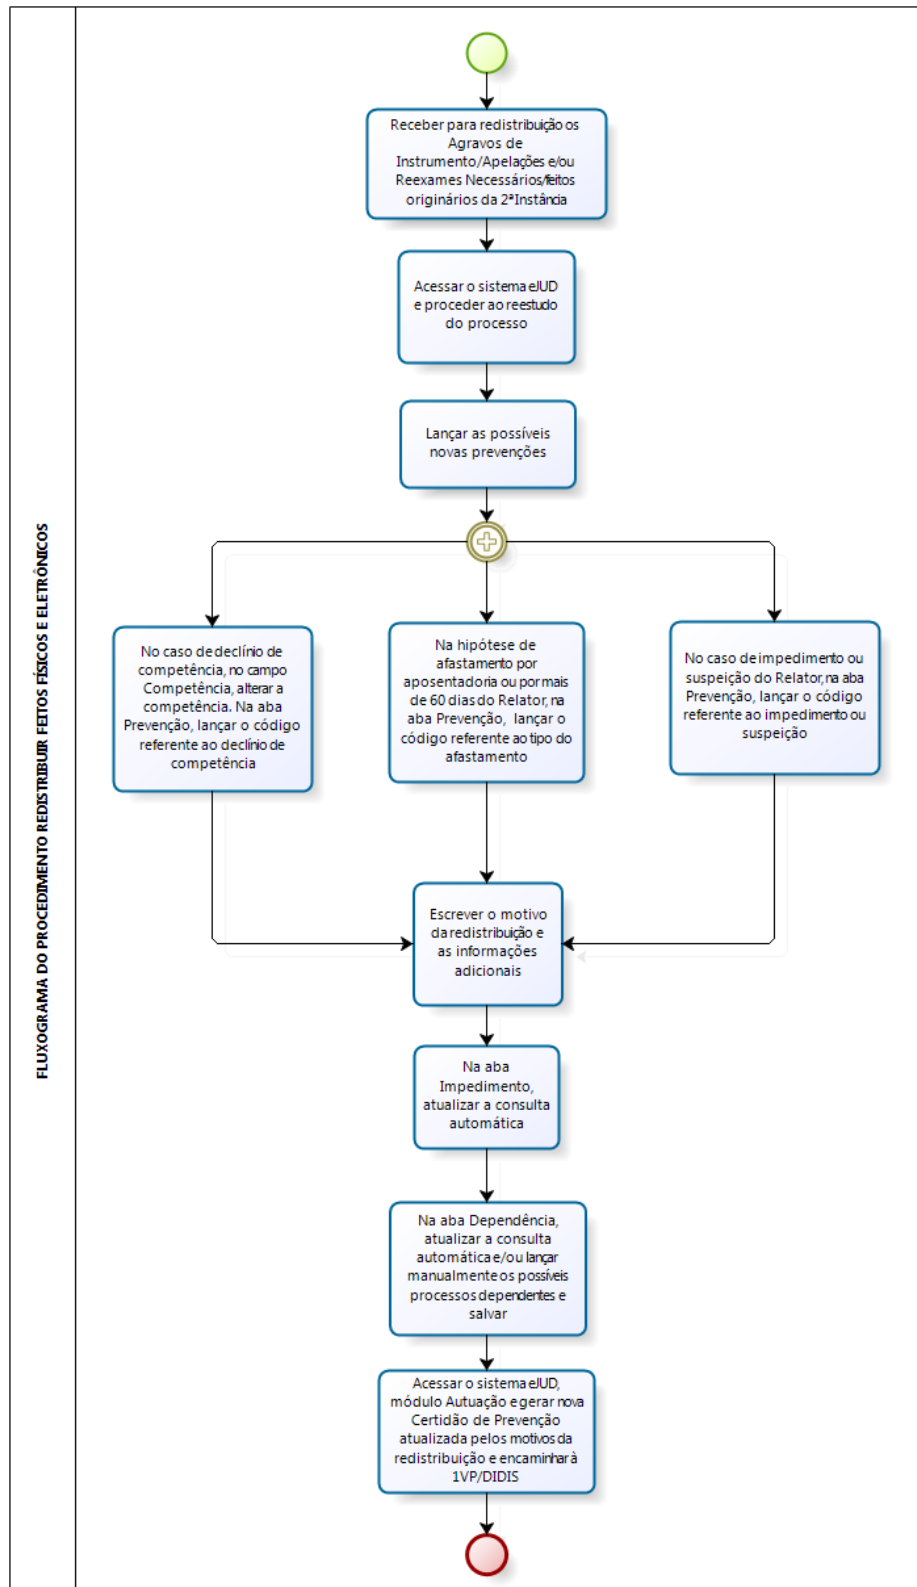 FLUXOGRAMA DO PROCEDIMENTO REDISTRIBUIR FEITOS FÍSICOS E ELETRÔNICOS
Receber para redistribuição os
Agravos de
Instrumento/Apelações e/ou
Reexames Necessários/feitos
originários da 2ªInstância
Acessar o sistema eJUD
e proceder ao reestudo
do processo
Lançar as possíveis
novas prevenções
No caso de declínio de
competência, no campo
Competência, alterar a
competência. Na aba
Prevenção, lançar o código
referente ao declínio de
competência
Na hipótese de
afastamento por
aposentadoria ou por mais
de 60 dias do Relator, na
aba Prevenção, lançar o
código referente ao tipo do
afastamento
No caso de impedimento ou
suspeição do Relator, na aba
Prevenção, lançar o código
referente ao impedimento ou
suspeição
Escrever o motivo
da redistribuição e
as informações
adicionais
Na aba
Impedimento,
atualizar a consulta
automática
Na aba Dependência,
atualizar a consulta
automática e/ou lançar
manualmente os possíveis
processos dependentes e
salvar
Acessar o sistema eJUD,
módulo Autuação e gerar nova
Certidão de Prevenção
atualizada pelos motivos da
redistribuição e encaminhar à
1VP/DIDIS